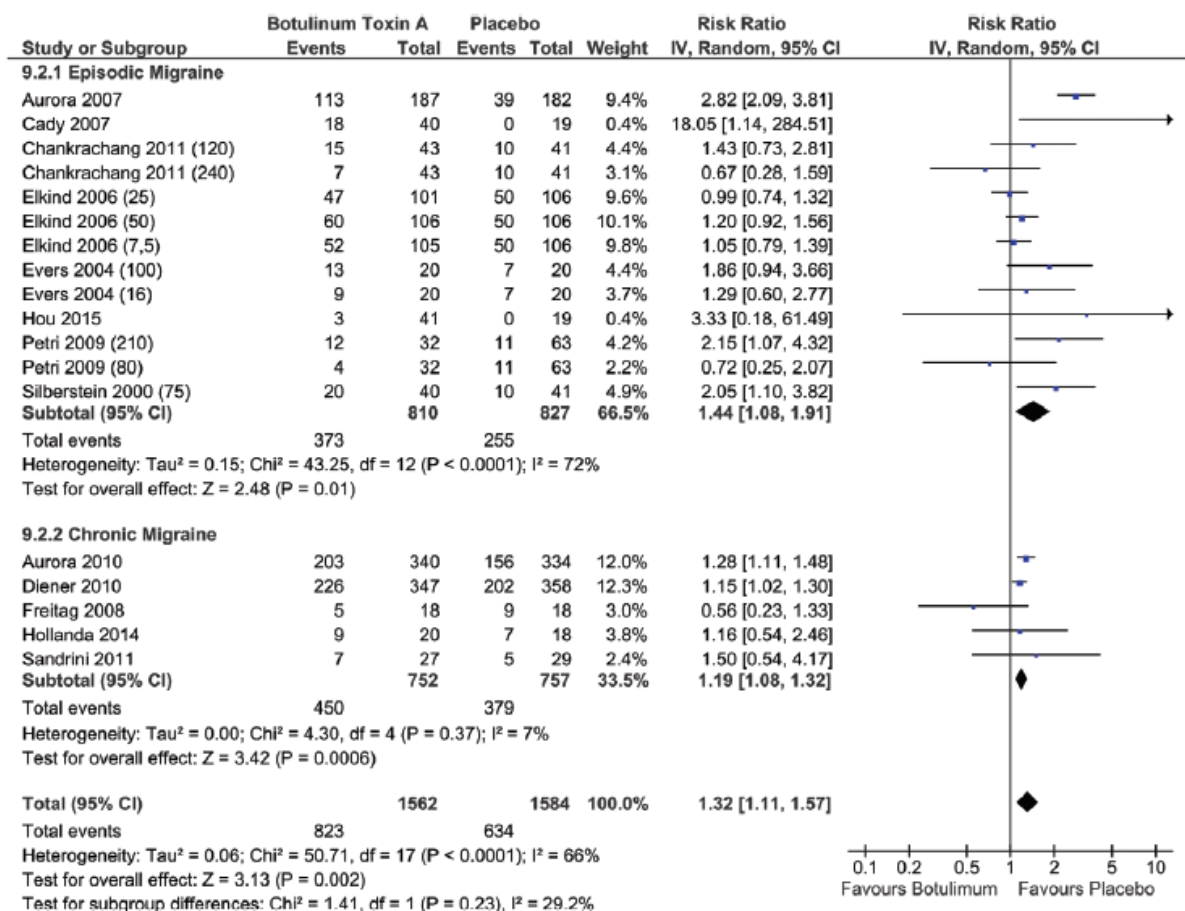 Botulinum Toxin A Placebo Risk Ratio Risk Ratio
Study or Subgroup Events Total Events Total Weight IV, Random, 95% CI IV, Random, 95% CI
9.2.1 Episodic Migraine
Aurora 2007 113 187 39 182 9.4% 2.82 [2.09, 3.81]
Cady 2007 18 40 0 19 0.4% 18.05 [1.14, 284.51]
Chankrachang 2011 (120) 15 43 10 41 4.4% 1.43 [0.73, 2.81]
Chankrachang 2011 (240) 7 43 10 41 3.1% 0.67 [0.28, 1.59]
Elkind 2006 (25) 47 101 50 106 9.6% 0.99 [0.74, 1.32]
Elkind 2006 (50) 60 106 50 106 10.1% 1.20 [0.92, 1.56]
Elkind 2006 (7,5) 52 105 50 106 9.8% 1.05 [0.79, 1.39]
Evers 2004 (100) 13 20 7 20 4.4% 1.86 [0.94, 3.66]
Evers 2004 (16) 9 20 7 20 3.7% 1.29 [0.60, 2.77]
Hou 2015 3 41 0 19 0.4% 3.33 [0.18, 61.49]
Petri 2009 (210) 12 32 11 63 4.2% 2.15 [1.07, 4.32]
Petri 2009 (80) 4 32 11 63 2.2% 0.72 [0.25, 2.07]
Silberstein 2000 (75) 20 40 10 41 4.9% 2.05 [1.10, 3.82]
Subtotal (95% CI) 810 827 66.5% 1.44 [1.08, 1.91]
Total events 373 255
Heterogeneity: Tau² = 0.15; Chi² = 43.25, df = 12 (P < 0.0001); I² = 72%
Test for overall effect: Z = 2.48 (P = 0.01)
9.2.2 Chronic Migraine
Aurora 2010 203 340 156 334 12.0% 1.28 [1.11, 1.48]
Diener 2010 226 347 202 358 12.3% 1.15 [1.02, 1.30]
Freitag 2008 5 18 9 18 3.0% 0.56 [0.23, 1.33]
Hollanda 2014 9 20 7 18 3.8% 1.16 [0.54, 2.46]
Sandrini 2011 7 27 5 29 2.4% 1.50 [0.54, 4.17]
Subtotal (95% CI) 752 757 33.5% 1.19 [1.08, 1.32]
Total events 450 379
Heterogeneity: Tau² = 0.00; Chi² = 4.30, df = 4 (P = 0.37); I² = 7%
Test for overall effect: Z = 3.42 (P = 0.0006)
Total (95% CI) 1562 1584 100.0% 1.32 [1.11, 1.57]
Total events 823 634
Heterogeneity: Tau² = 0.06; Chi² = 50.71, df = 17 (P < 0.0001); I² = 66%
Test for overall effect: Z = 3.13 (P = 0.002)
Test for subgroup differences: Chi² = 1.41, df = 1 (P = 0.23), I² = 29.2%
0.1 0.2 0.5 1 2 5 10
Favours Botulimum Favours Placebo